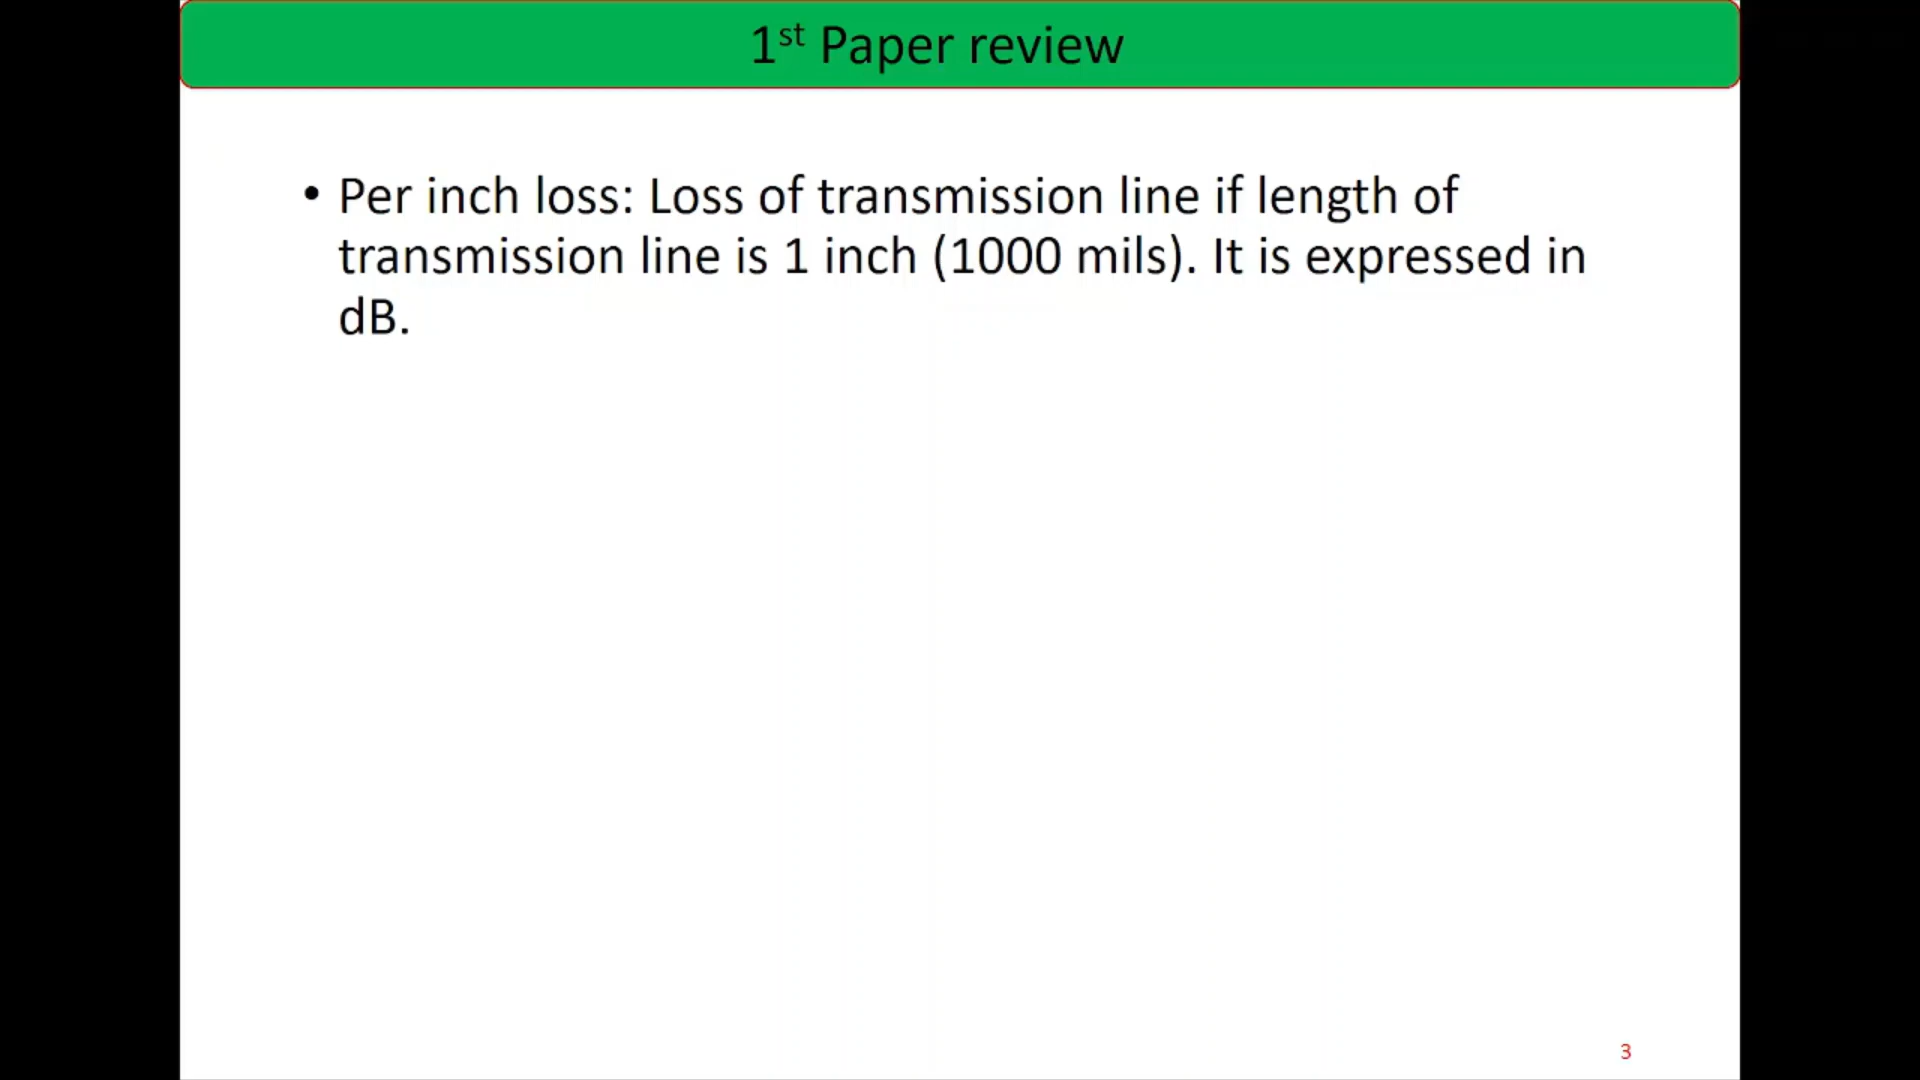 1st Paper review
• Per inch loss: Loss of transmission line if length of
transmission line is 1 inch (1000 mils). It is expressed in
dB.
3